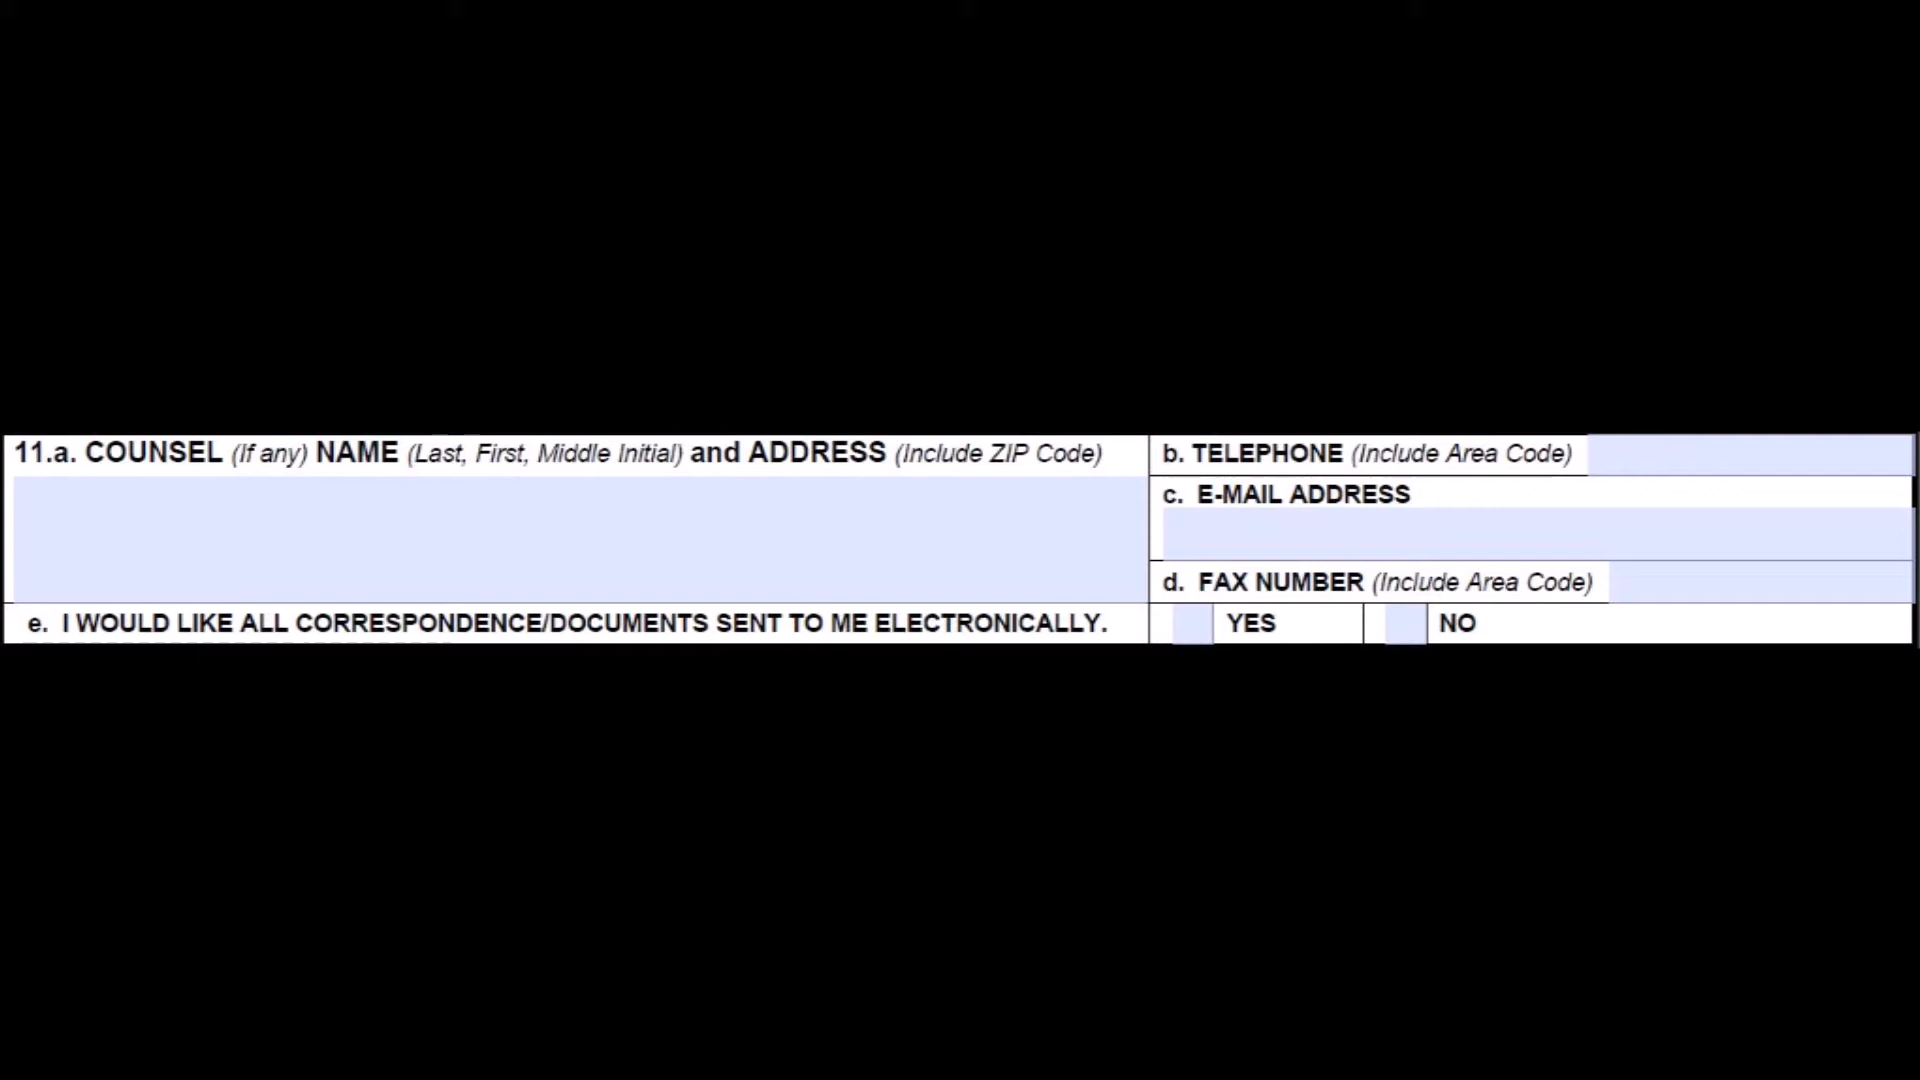 11.a. COUNSEL (If any) NAME (Last, First, Middle Initial) and ADDRESS (Include ZIP Code)
b. TELEPHONE (Include Area Code)
c. E-MAIL ADDRESS
d. FAX NUMBER (Include Area Code)
e. I WOULD LIKE ALL CORRESPONDENCE/DOCUMENTS SENT TO ME ELECTRONICALLY. YES NO